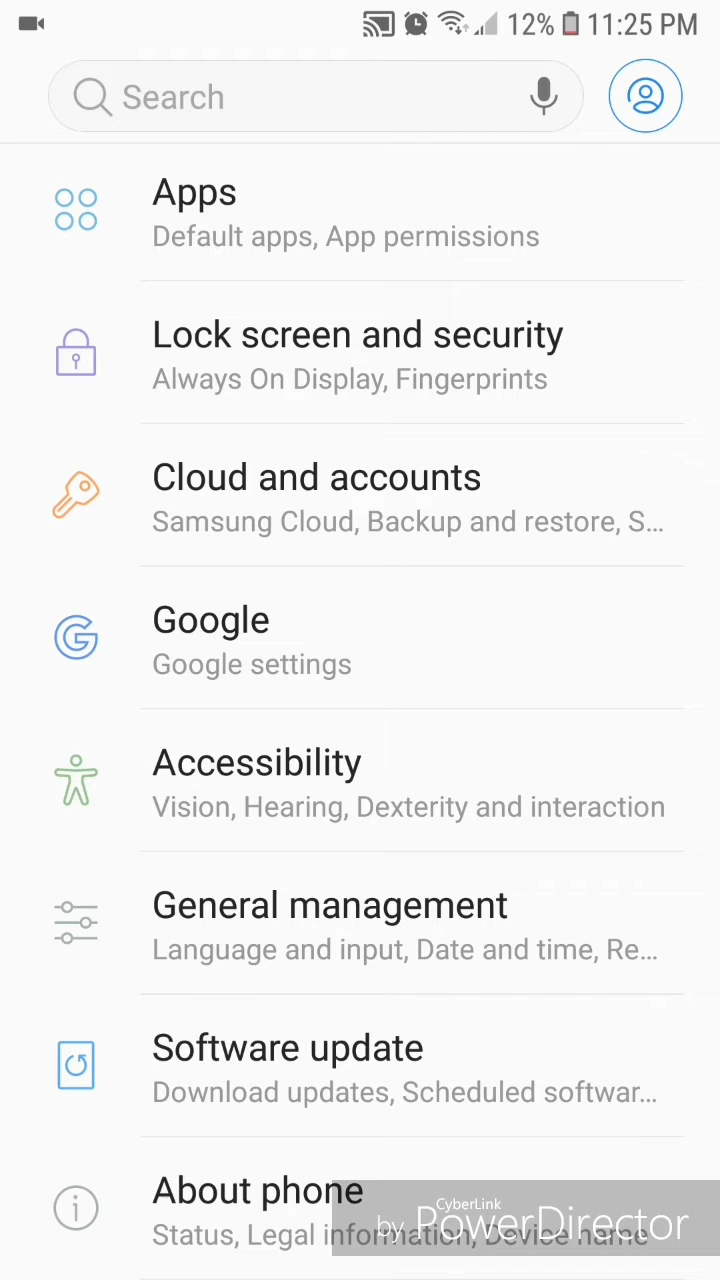 12% 11:25 PM
Search
Apps
Default apps, App permissions
Lock screen and security
Always On Display, Fingerprints
Cloud and accounts
Samsung Cloud, Backup and restore, S...
Google
Google settings
Accessibility
Vision, Hearing, Dexterity and interaction
General management
Language and input, Date and time, Re...
Software update
Download updates, Scheduled softwar...
About phone
Status, Legal information, Device name
CyberLink
by PowerDirector